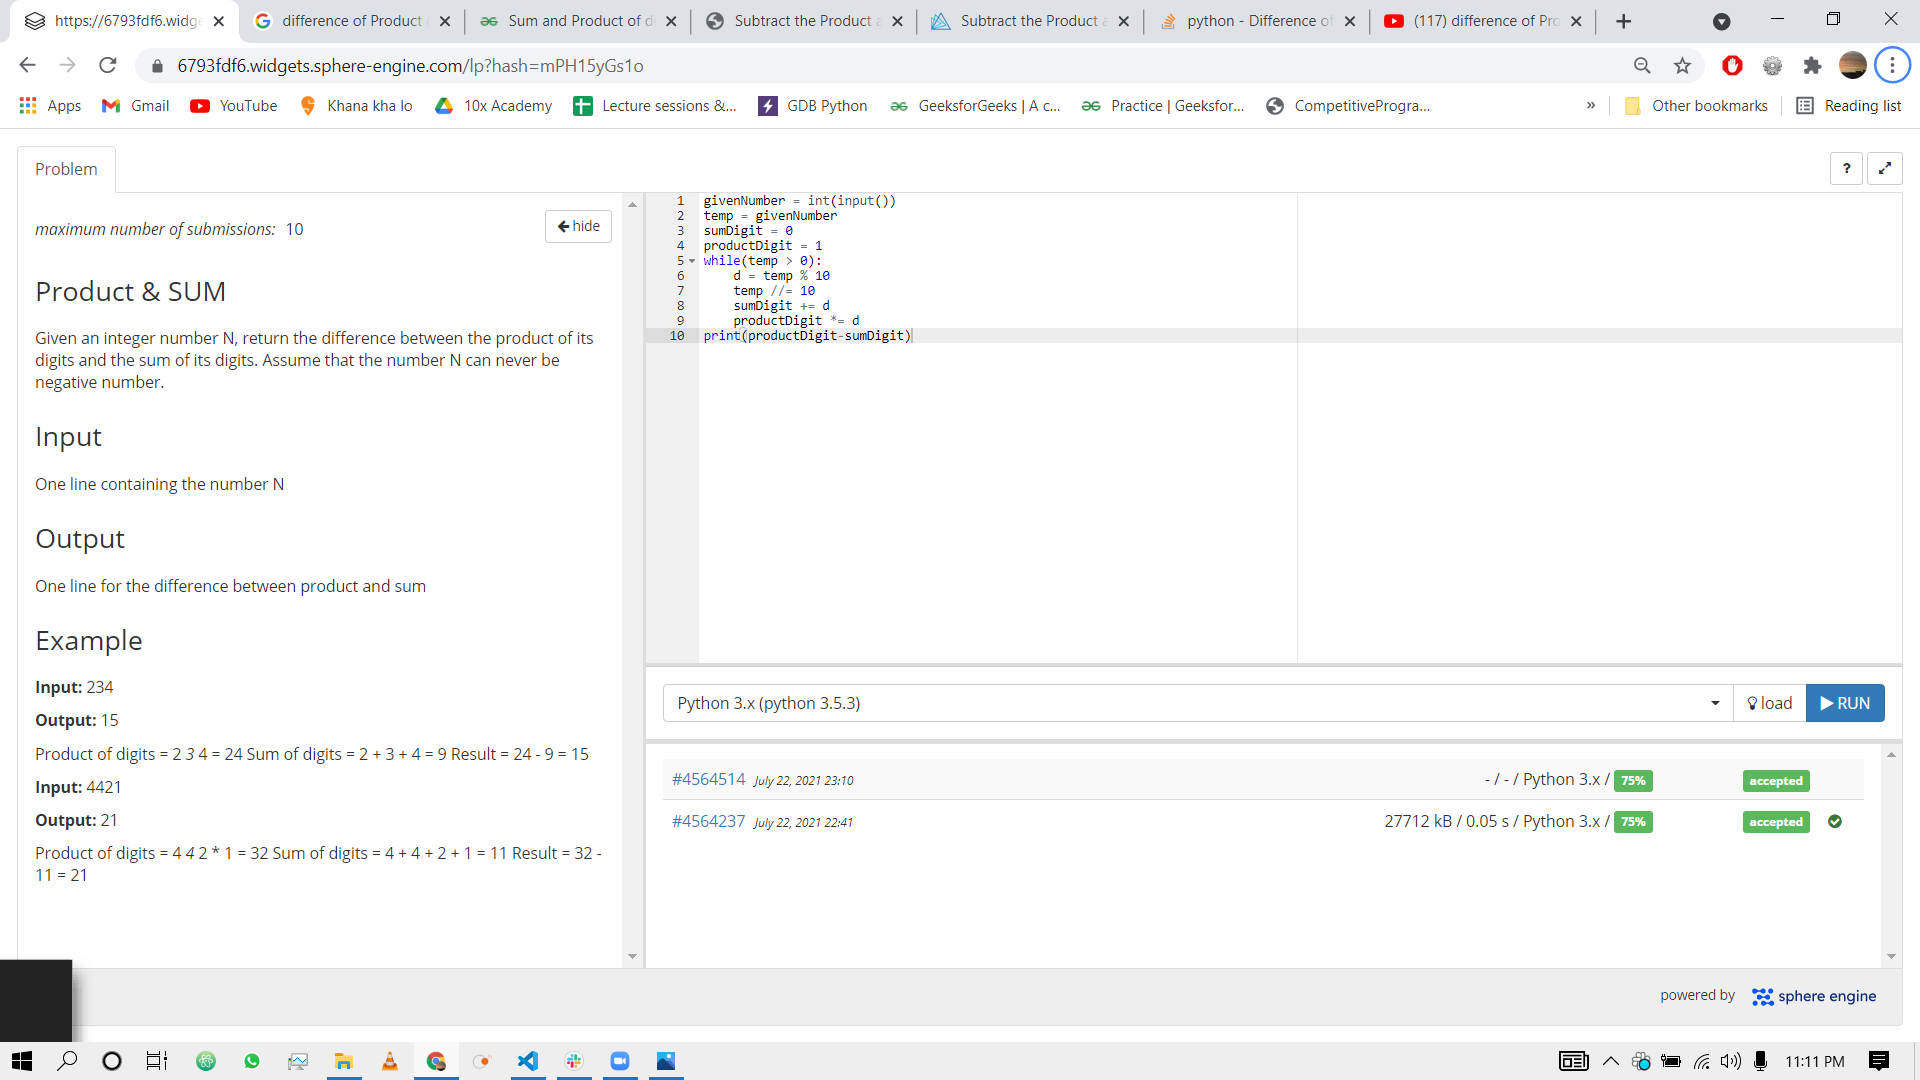 https://6793fdf6.widge
difference of Product
Sum and Product of d
Subtract the Product a
Subtract the Product a
python - Difference of
(117) difference of Pro
6793fdf6.widgets.sphere-engine.com/lp?hash=mPH15yGs1o
Apps
Gmail
YouTube
Khana kha lo
10x Academy
Lecture sessions &...
GDB Python
GeeksforGeeks | A c...
Practice | Geeksfor...
CompetitiveProgra...
»
Other bookmarks
Reading list
Problem
?
maximum number of submissions: 10
hide
Product & SUM
Given an integer number N, return the difference between the product of its
digits and the sum of its digits. Assume that the number N can never be
negative number.
Input
One line containing the number N
Output
One line for the difference between product and sum
Example
Input: 234
Output: 15
Product of digits = 2 3 4 = 24 Sum of digits = 2 + 3 + 4 = 9 Result = 24 - 9 = 15
Input: 4421
Output: 21
Product of digits = 4 4 2 * 1 = 32 Sum of digits = 4 + 4 + 2 + 1 = 11 Result = 32 -
11 = 21
1 givenNumber = int(input())
2 temp = givenNumber
3 sumDigit = 0
4 productDigit = 1
5 while(temp > 0):
6 d = temp % 10
7 temp //= 10
8 sumDigit += d
9 productDigit *= d
10 print(productDigit-sumDigit)
Python 3.x (python 3.5.3)
load
RUN
#4564514 July 22, 2021 23:10 - / - / Python 3.x / 75% accepted
#4564237 July 22, 2021 22:41 27712 kB / 0.05 s / Python 3.x / 75% accepted
powered by sphere engine
11:11 PM